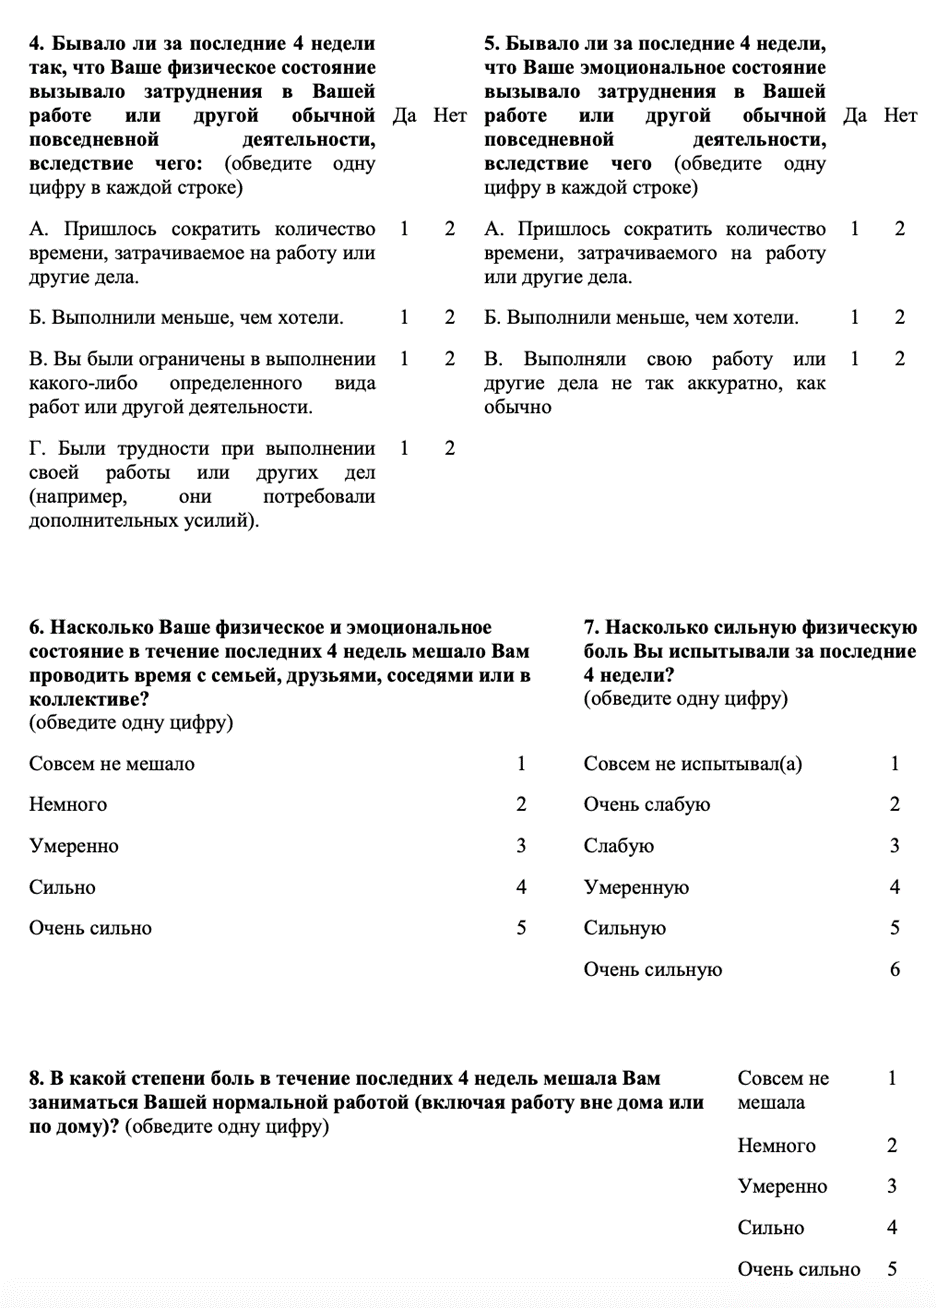 4. Бывало ли за последние 4 недели
так, что Ваше физическое состояние
вызывало затруднения в Вашей
работе или другой обычной Да Нет
повседневной деятельности,
вследствие чего: (обведите одну
цифру в каждой строке)
А. Пришлось сократить количество 1 2
времени, затрачиваемое на работу или
другие дела.
Б. Выполнили меньше, чем хотели. 1 2
В. Вы были ограничены в выполнении 1 2
какого-либо определенного вида
работ или другой деятельности.
Г. Были трудности при выполнении 1 2
своей работы или других дел
(например, они потребовали
дополнительных усилий).
5. Бывало ли за последние 4 недели,
что Ваше эмоциональное состояние
вызывало затруднения в Вашей
работе или другой обычной Да Нет
повседневной деятельности,
вследствие чего (обведите одну
цифру в каждой строке)
А. Пришлось сократить количество 1 2
времени, затрачиваемого на работу
или другие дела.
Б. Выполнили меньше, чем хотели. 1 2
В. Выполняли свою работу или 1 2
другие дела не так аккуратно, как
обычно
6. Насколько Ваше физическое и эмоциональное
состояние в течение последних 4 недель мешало Вам
проводить время с семьей, друзьями, соседями или в
коллективе?
(обведите одну цифру)
Совсем не мешало 1
Немного 2
Умеренно 3
Сильно 4
Очень сильно 5
7. Насколько сильную физическую
боль Вы испытывали за последние
4 недели?
(обведите одну цифру)
Совсем не испытывал(а) 1
Очень слабую 2
Слабую 3
Умеренную 4
Сильную 5
Очень сильную 6
8. В какой степени боль в течение последних 4 недель мешала Вам
заниматься Вашей нормальной работой (включая работу вне дома или
по дому)? (обведите одну цифру)
Совсем не 1
мешала
Немного 2
Умеренно 3
Сильно 4
Очень сильно 5